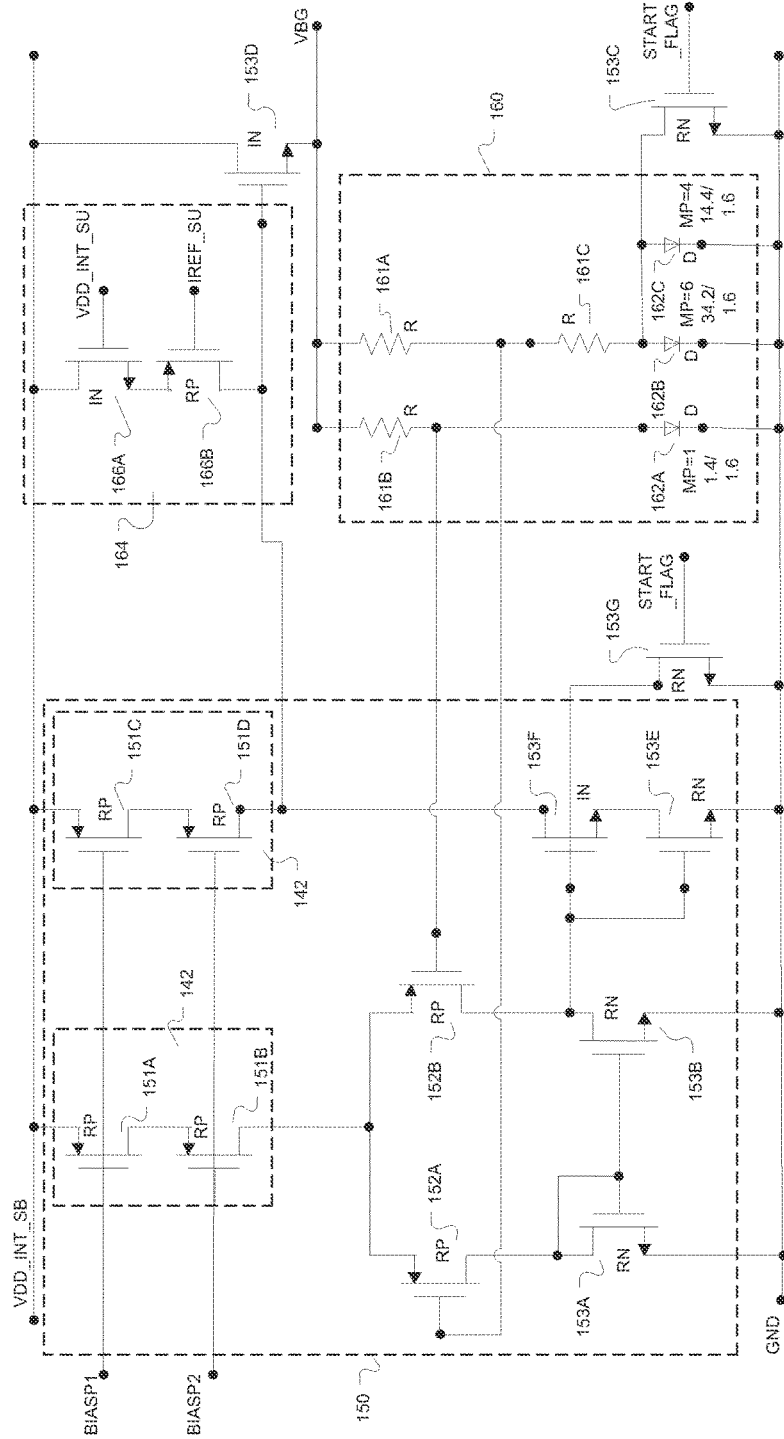 VDD_INT_SB
BIASP1
BIASP2
150
RP
151A
RP
151B
142
RP
151C
RP
151D
142
164
IN
166A
RP
166B
VDD_INT_SU
IREF_SU
IN
153D
VBG
160
161B
R
R
161A
R
161C
152A
RP
RP
152B
153A
RN
RN
153B
153F
IN
153E
RN
153G
RN
START
_FLAG
162A
D
MP=1
1.4/
1.6
162B
D
MP=6
34.2/
1.6
162C
D
MP=4
14.4/
1.6
153C
RN
START
_FLAG
GND